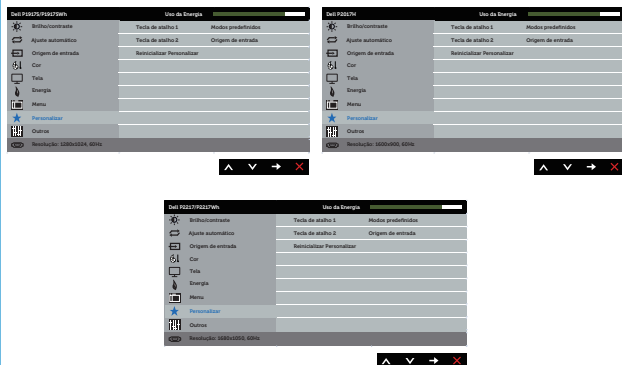 Dell P1917S/P1917SWh Uso da Energia
Brilho/contraste Tecla de atalho 1 Modos predefinidos
Ajuste automático Tecla de atalho 2 Origem de entrada
Origem de entrada Reinicializar Personalizar
Cor
Tela
Energia
Menu
Personalizar
Outros
Resolução: 1280x1024, 60Hz
Dell P2017H Uso da Energia
Brilho/contraste Tecla de atalho 1 Modos predefinidos
Ajuste automático Tecla de atalho 2 Origem de entrada
Origem de entrada Reinicializar Personalizar
Cor
Tela
Energia
Menu
Personalizar
Outros
Resolução: 1600x900, 60Hz
Dell P2217/P2217Wh Uso da Energia
Brilho/contraste Tecla de atalho 1 Modos predefinidos
Ajuste automático Tecla de atalho 2 Origem de entrada
Origem de entrada Reinicializar Personalizar
Cor
Tela
Energia
Menu
Personalizar
Outros
Resolução: 1680x1050, 60Hz